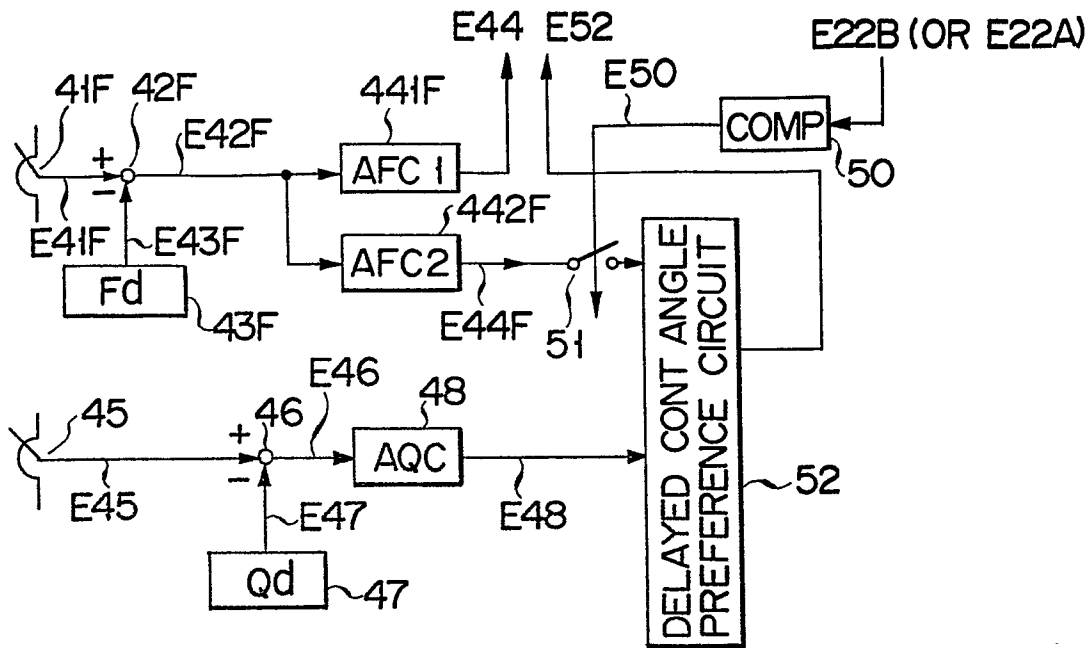 E44 E52
E22B (OR E22A)
E50
41F
42F
441F
E42F
COMP
50
+
−
AFC 1
442F
E41F
E43F
AFC2
Fd
43F
E44F
51
DELAYED CONT ANGLE
PREFERENCE CIRCUIT
E46
48
45
46
+
−
AQC
52
E45
E47
E48
Qd
47